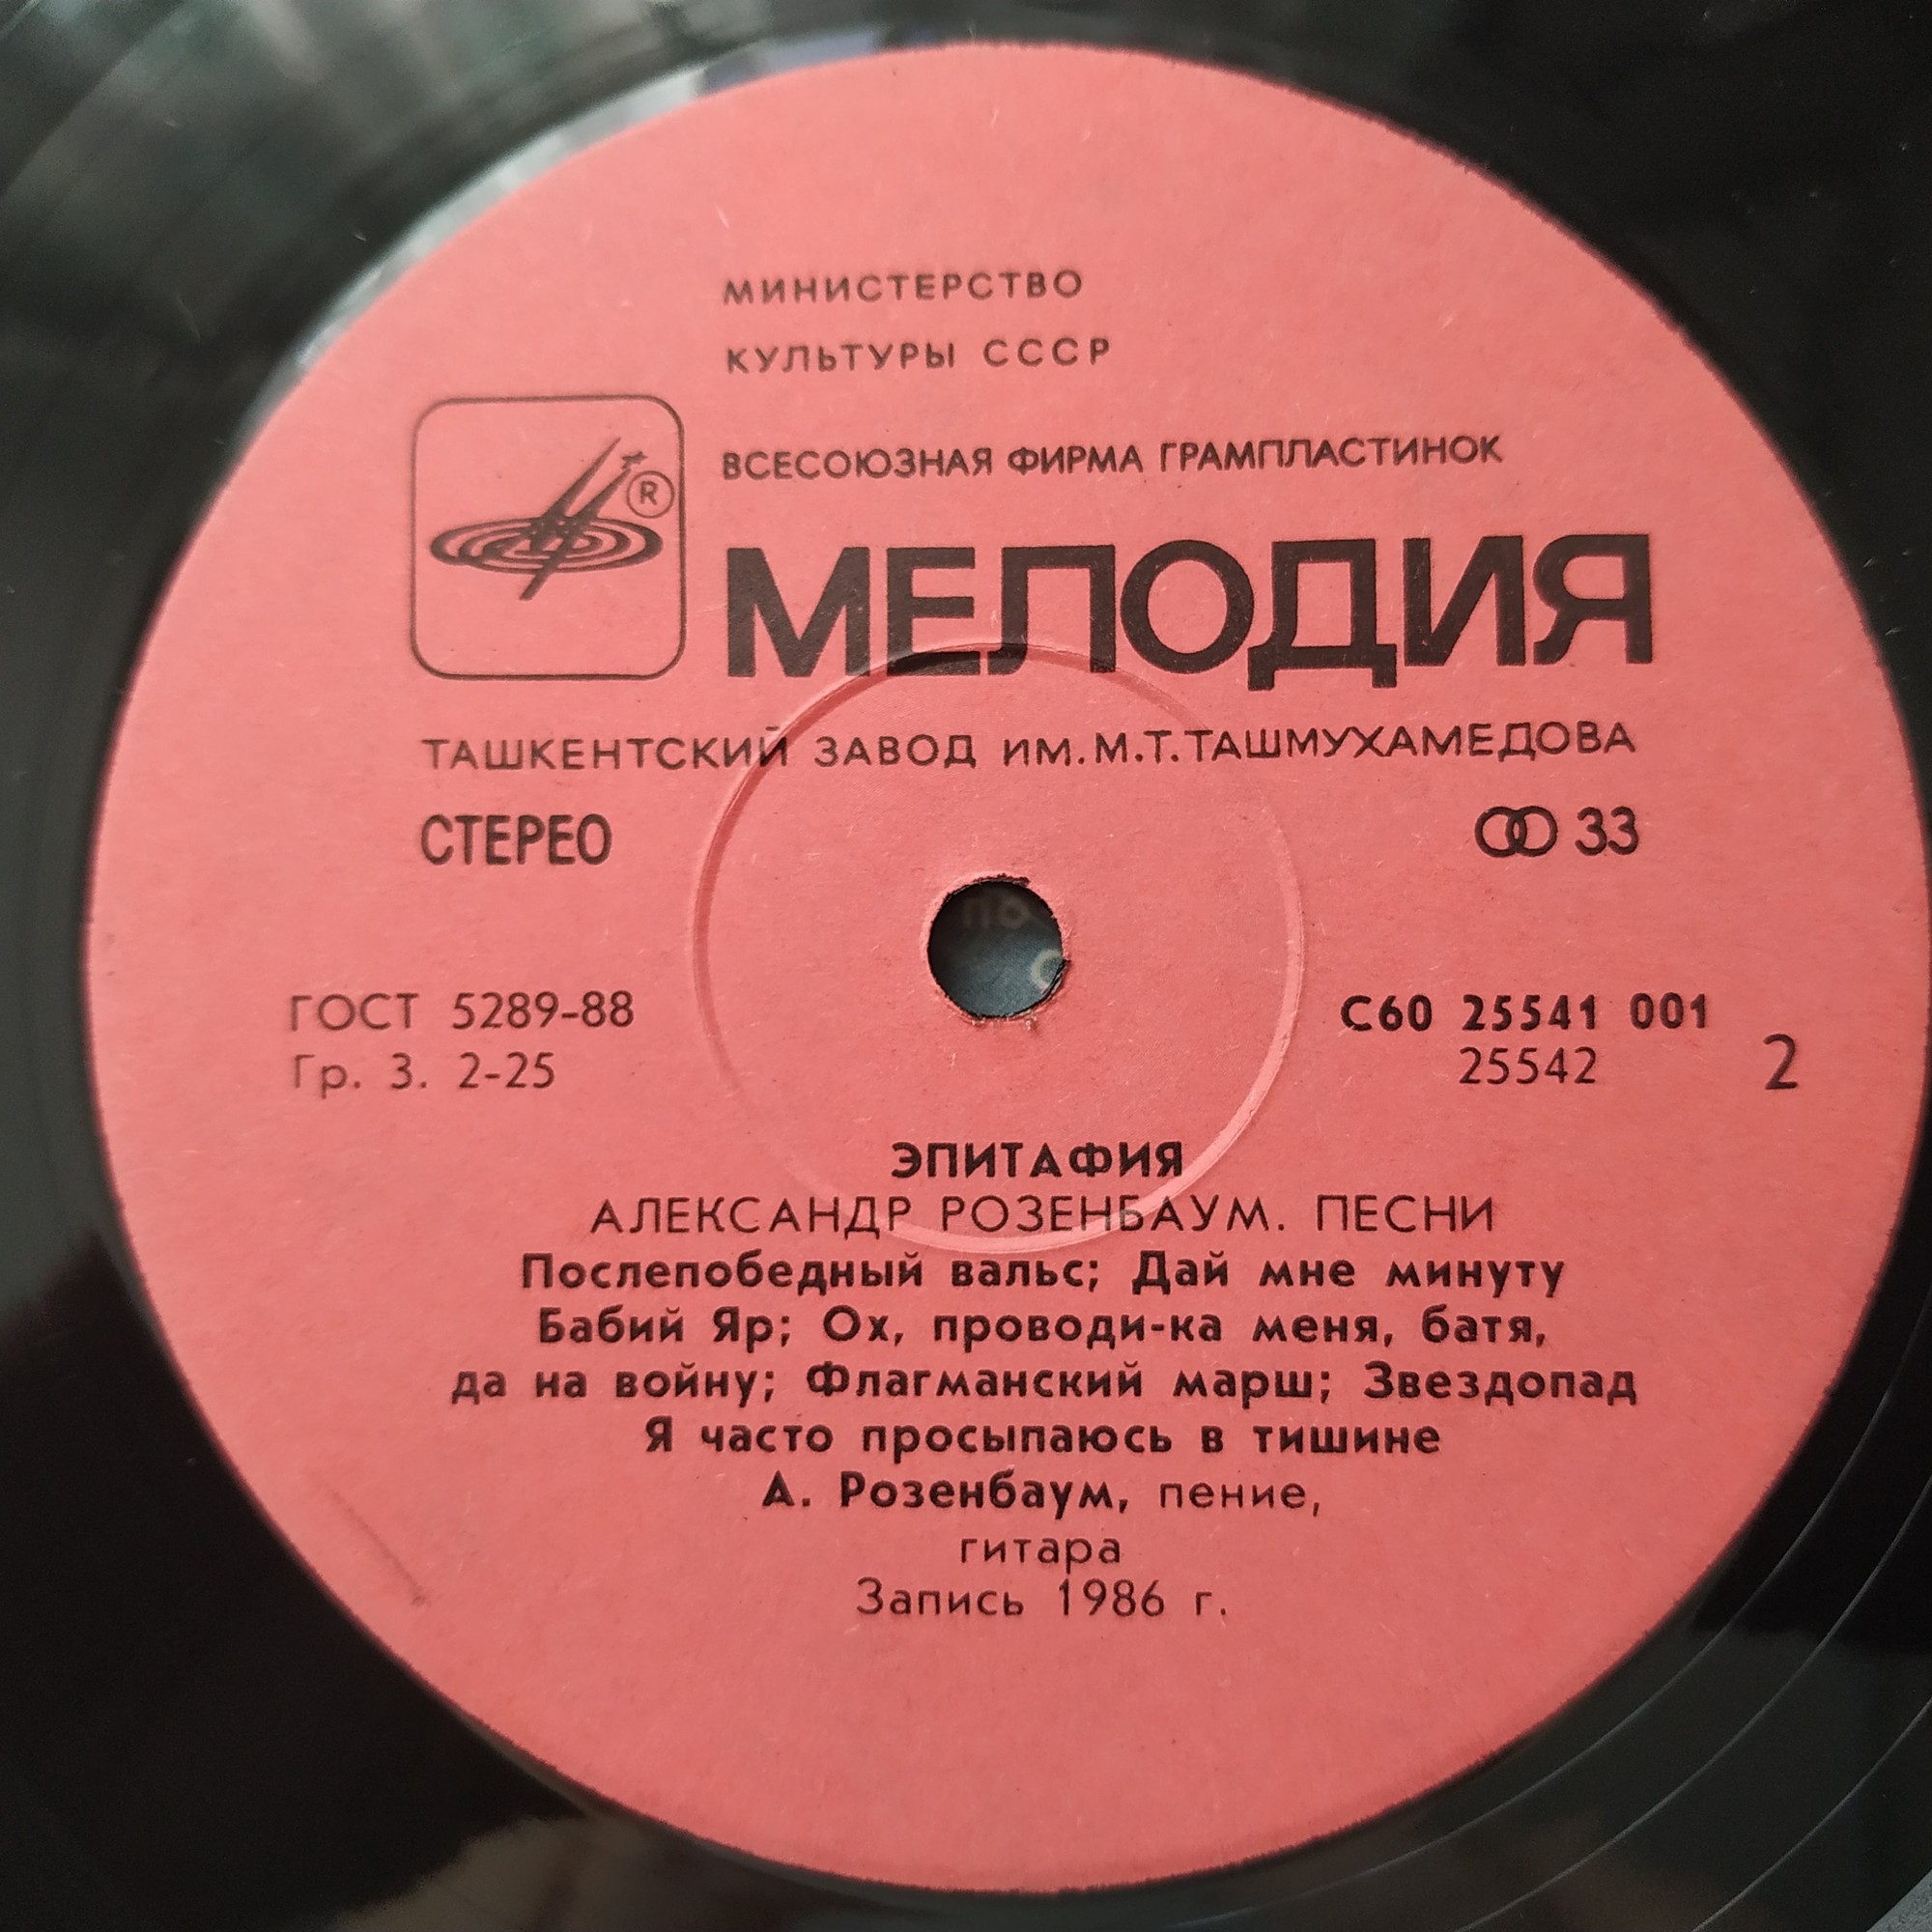 МИНИСТЕРСТВО
КУЛЬТУРЫ СССР
ВСЕСОЮЗНАЯ ФИРМА ГРАМПЛАСТИНОК
®
МЕЛОДИЯ
ТАШКЕНТСКИЙ ЗАВОД ИМ.М.Т.ТАШМУХАМЕДОВА
СТЕРЕО 33
ГОСТ 5289-88 С60 25541 001
Гр. 3. 2-25 25542 2
ЭПИТАФИЯ
АЛЕКСАНДР РОЗЕНБАУМ. ПЕСНИ
Послепобедный вальс; Дай мне минуту
Бабий Яр; Ох, проводи-ка меня, батя,
да на войну; Флагманский марш; Звездопад
Я часто просыпаюсь в тишине
А. Розенбаум, пение,
гитара
Запись 1986 г.